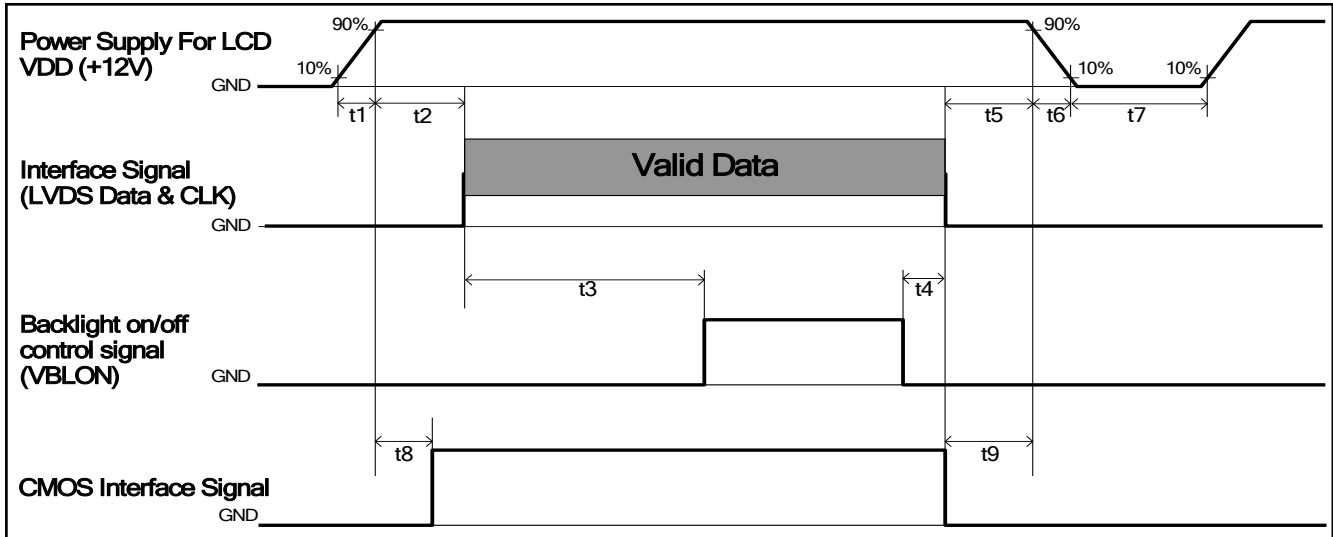 Power Supply For LCD
VDD (+12V)
90%
10%
GND
90%
10%
10%
t1
t2
t5
t6
t7
Interface Signal
(LVDS Data & CLK)
Valid Data
GND
t3
t4
Backlight on/off
control signal
(VBLON)
GND
t8
t9
CMOS Interface Signal
GND